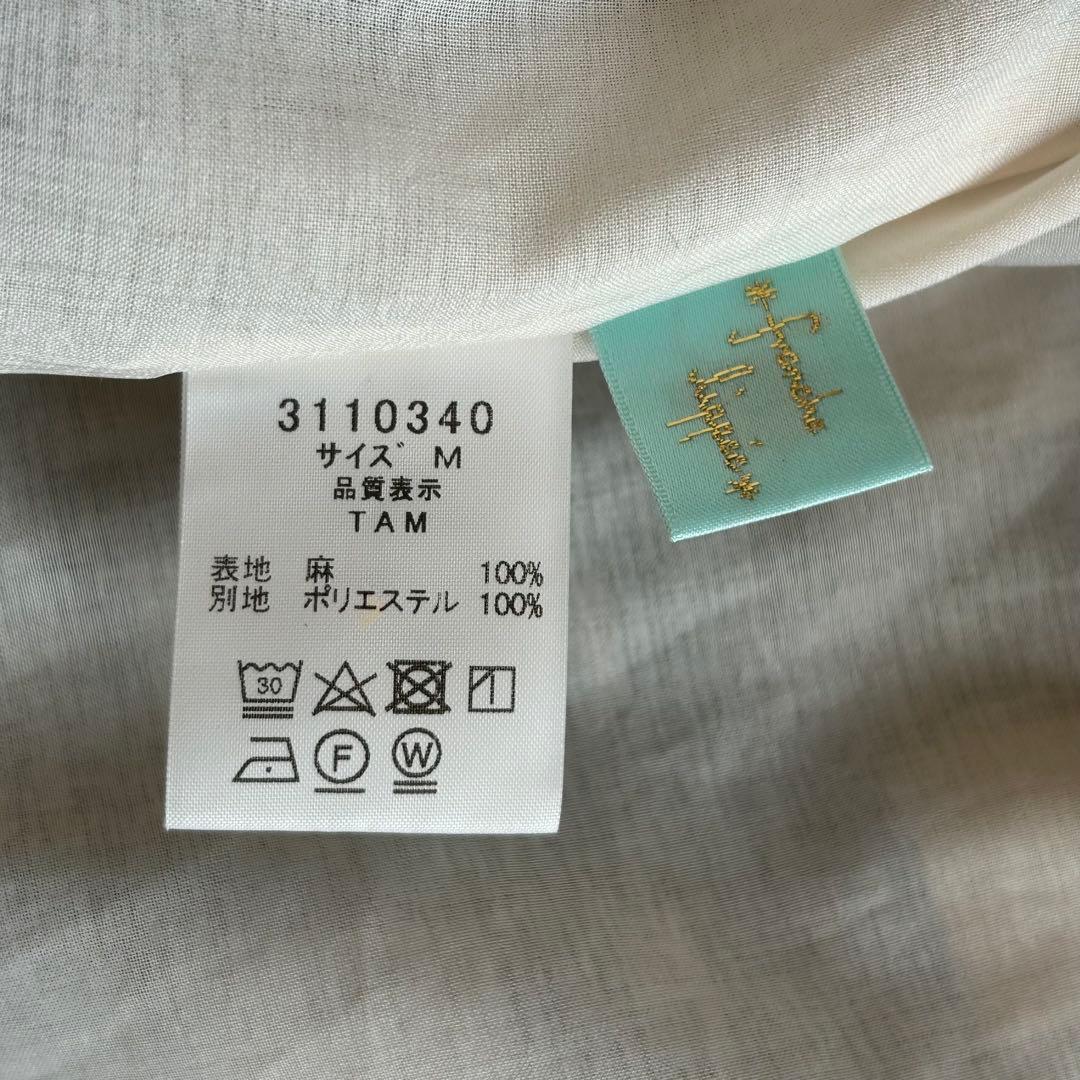 3110340
サイズ M
品質表示
TAM
表地 麻 100%
別地 ポリエステル 100%
30
F
W